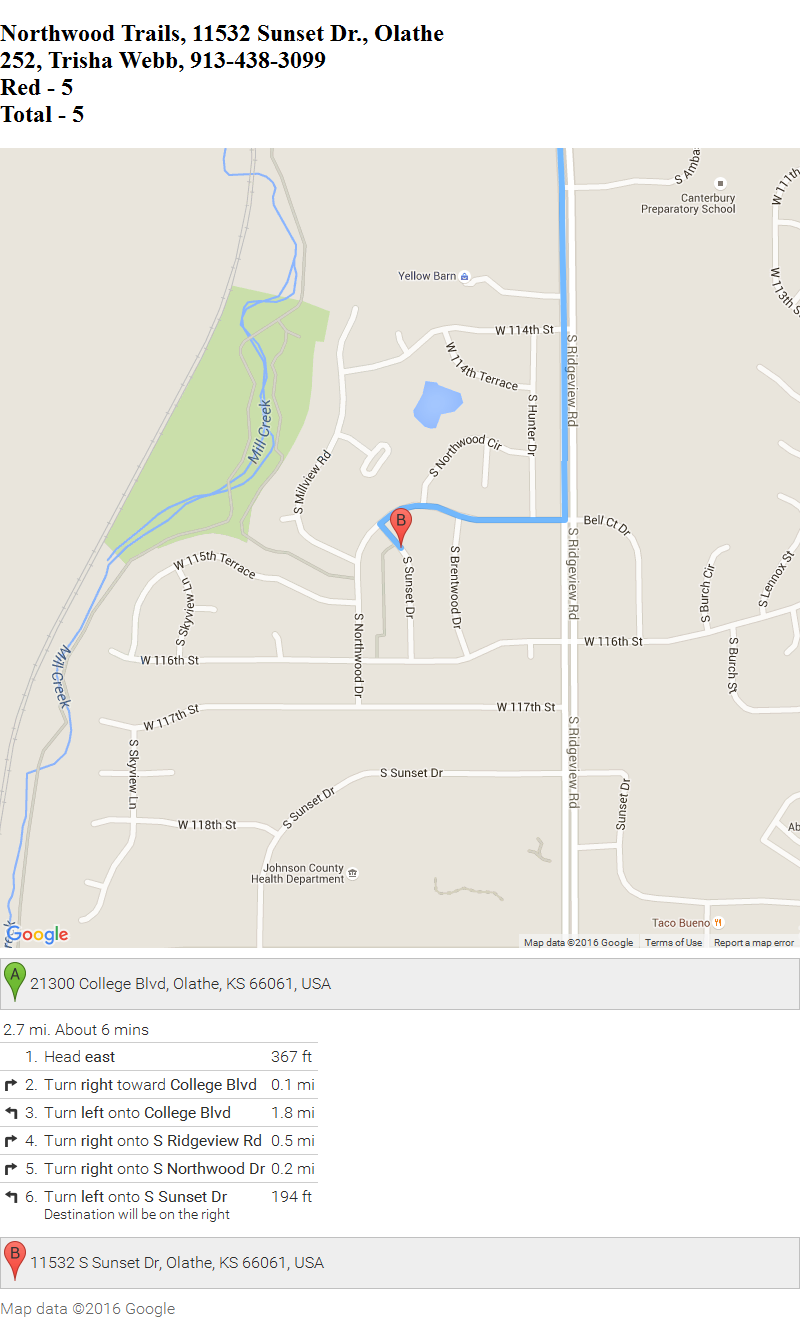 Northwood Trails, 11532 Sunset Dr., Olathe
252, Trisha Webb, 913-438-3099
Red - 5
Total - 5
S Amba
W 111th
Canterbury
Preparatory School
Yellow Barn
W 113th S
W 114th St
S Ridgeview Rd
W 114th Terrace
S Hunter Dr
Mill Creek
S Northwood Cir
S Millview Rd
Bell Ct Dr
S Ridgeview Rd
W 115th Terrace
S Sunset Dr
S Brentwood Dr
S Burch Cir
S Lennox St
S Skyview Ln
S Northwood Dr
W 116th St
W 116th St
S Burch St
Mill Creek
W 117th St
W 117th St
S Ridgeview Rd
S Skyview Ln
S Sunset Dr
S Sunset Dr
Sunset Dr
W 118th St
Ab
Johnson County
Health Department
Taco Bueno
Google
Map data ©2016 Google
Terms of Use
Report a map error
A
21300 College Blvd, Olathe, KS 66061, USA
2.7 mi. About 6 mins
1. Head east 367 ft
2. Turn right toward College Blvd 0.1 mi
3. Turn left onto College Blvd 1.8 mi
4. Turn right onto S Ridgeview Rd 0.5 mi
5. Turn right onto S Northwood Dr 0.2 mi
6. Turn left onto S Sunset Dr 194 ft
Destination will be on the right
B
11532 S Sunset Dr, Olathe, KS 66061, USA
Map data ©2016 Google